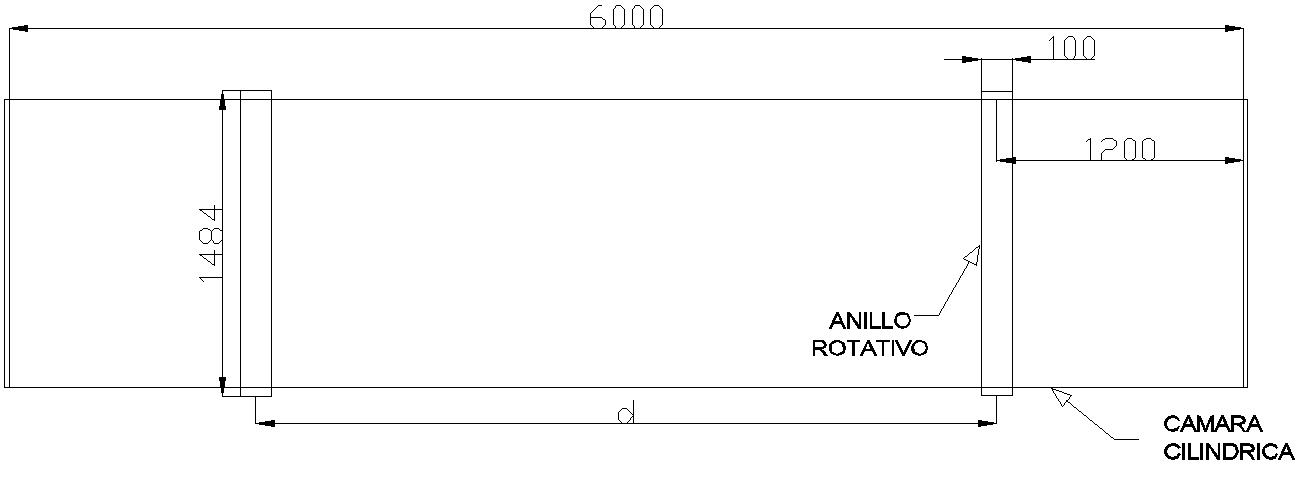 6000
100
1200
1484
ANILLO
ROTATIVO
d
CAMARA
CILINDRICA